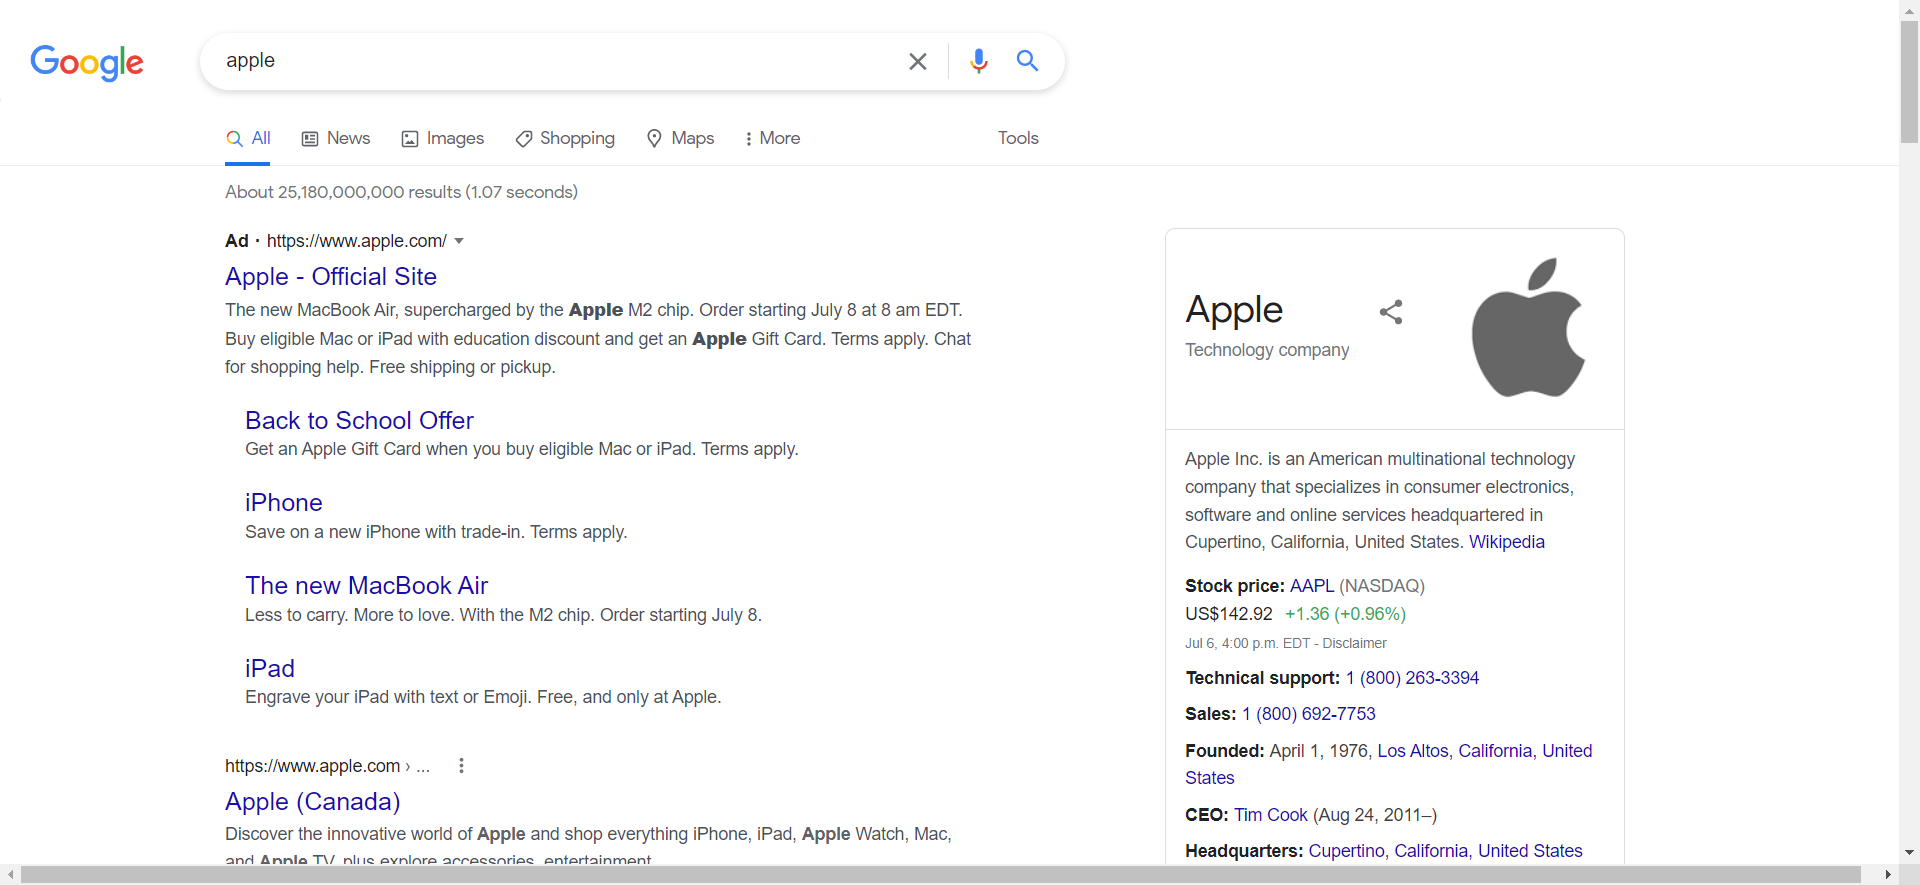 Google
apple
All News Images Shopping Maps More Tools
About 25,180,000,000 results (1.07 seconds)
Ad · https://www.apple.com/
Apple - Official Site
The new MacBook Air, supercharged by the Apple M2 chip. Order starting July 8 at 8 am EDT.
Buy eligible Mac or iPad with education discount and get an Apple Gift Card. Terms apply. Chat
for shopping help. Free shipping or pickup.
Back to School Offer
Get an Apple Gift Card when you buy eligible Mac or iPad. Terms apply.
iPhone
Save on a new iPhone with trade-in. Terms apply.
The new MacBook Air
Less to carry. More to love. With the M2 chip. Order starting July 8.
iPad
Engrave your iPad with text or Emoji. Free, and only at Apple.
https://www.apple.com › ...
Apple (Canada)
Discover the innovative world of Apple and shop everything iPhone, iPad, Apple Watch, Mac,
and Apple TV, plus explore accessories, entertainment
Apple
Technology company
Apple Inc. is an American multinational technology
company that specializes in consumer electronics,
software and online services headquartered in
Cupertino, California, United States. Wikipedia
Stock price: AAPL (NASDAQ)
US$142.92 +1.36 (+0.96%)
Jul 6, 4:00 p.m. EDT - Disclaimer
Technical support: 1 (800) 263-3394
Sales: 1 (800) 692-7753
Founded: April 1, 1976, Los Altos, California, United
States
CEO: Tim Cook (Aug 24, 2011–)
Headquarters: Cupertino, California, United States